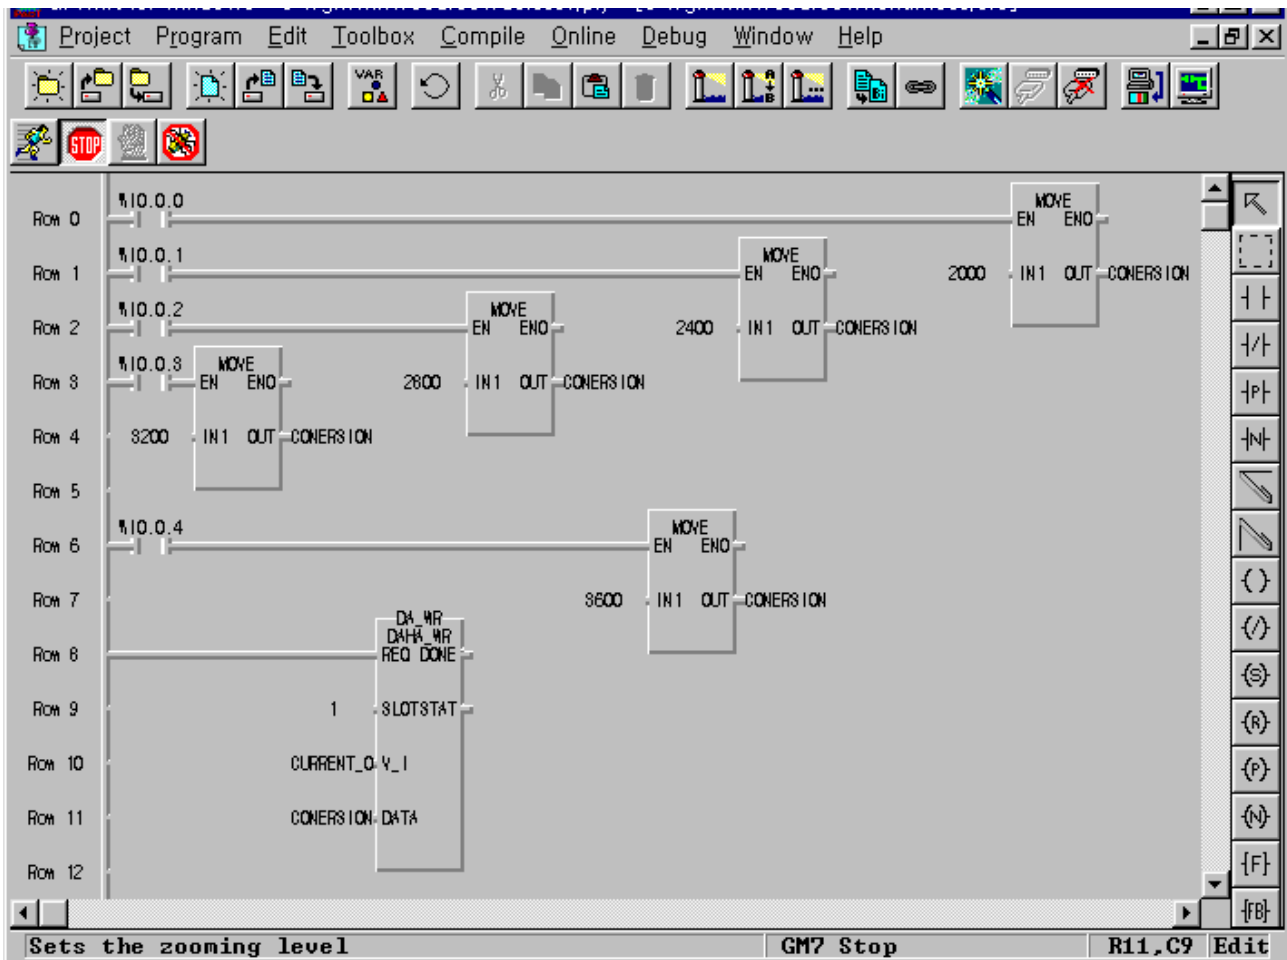 Project Program Edit Toolbox Compile Online Debug Window Help
VAR
A
B
STOP
%I0.0.0 MOVE
Row 0 EN ENO
%I0.0.1 MOVE
Row 1 EN ENO 2000 IN1 OUT CONERSION
%I0.0.2 MOVE
Row 2 EN ENO 2400 IN1 OUT CONERSION
%I0.0.3 MOVE
Row 3 EN ENO 2800 IN1 OUT CONERSION
Row 4 3200 IN1 OUT CONERSION
Row 5
%I0.0.4 MOVE
Row 6 EN ENO
Row 7 3600 IN1 OUT CONERSION
DA_WR
DAHA_WR
Row 8 REQ DONE
Row 9 1 SLOTSTAT
Row 10 CURRENT_O V_I
Row 11 CONERSION DATA
Row 12
P
N
(/)
(S)
(R)
(P)
(N)
{F}
{FB}
Sets the zooming level GM7 Stop R11,C9 Edit